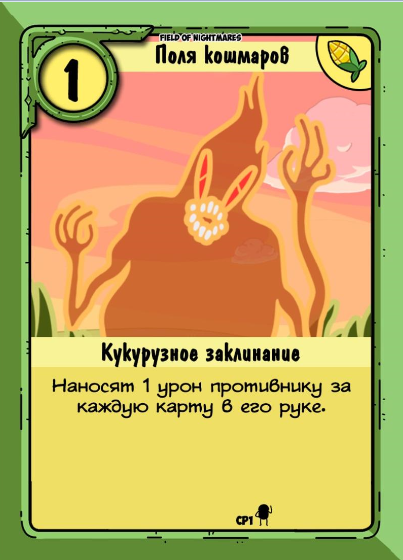 1
FIELD OF NIGHTMARES
Поля кошмаров
Кукурузное заклинание
Наносят 1 урон противнику за
каждую карту в его руке.
CP1